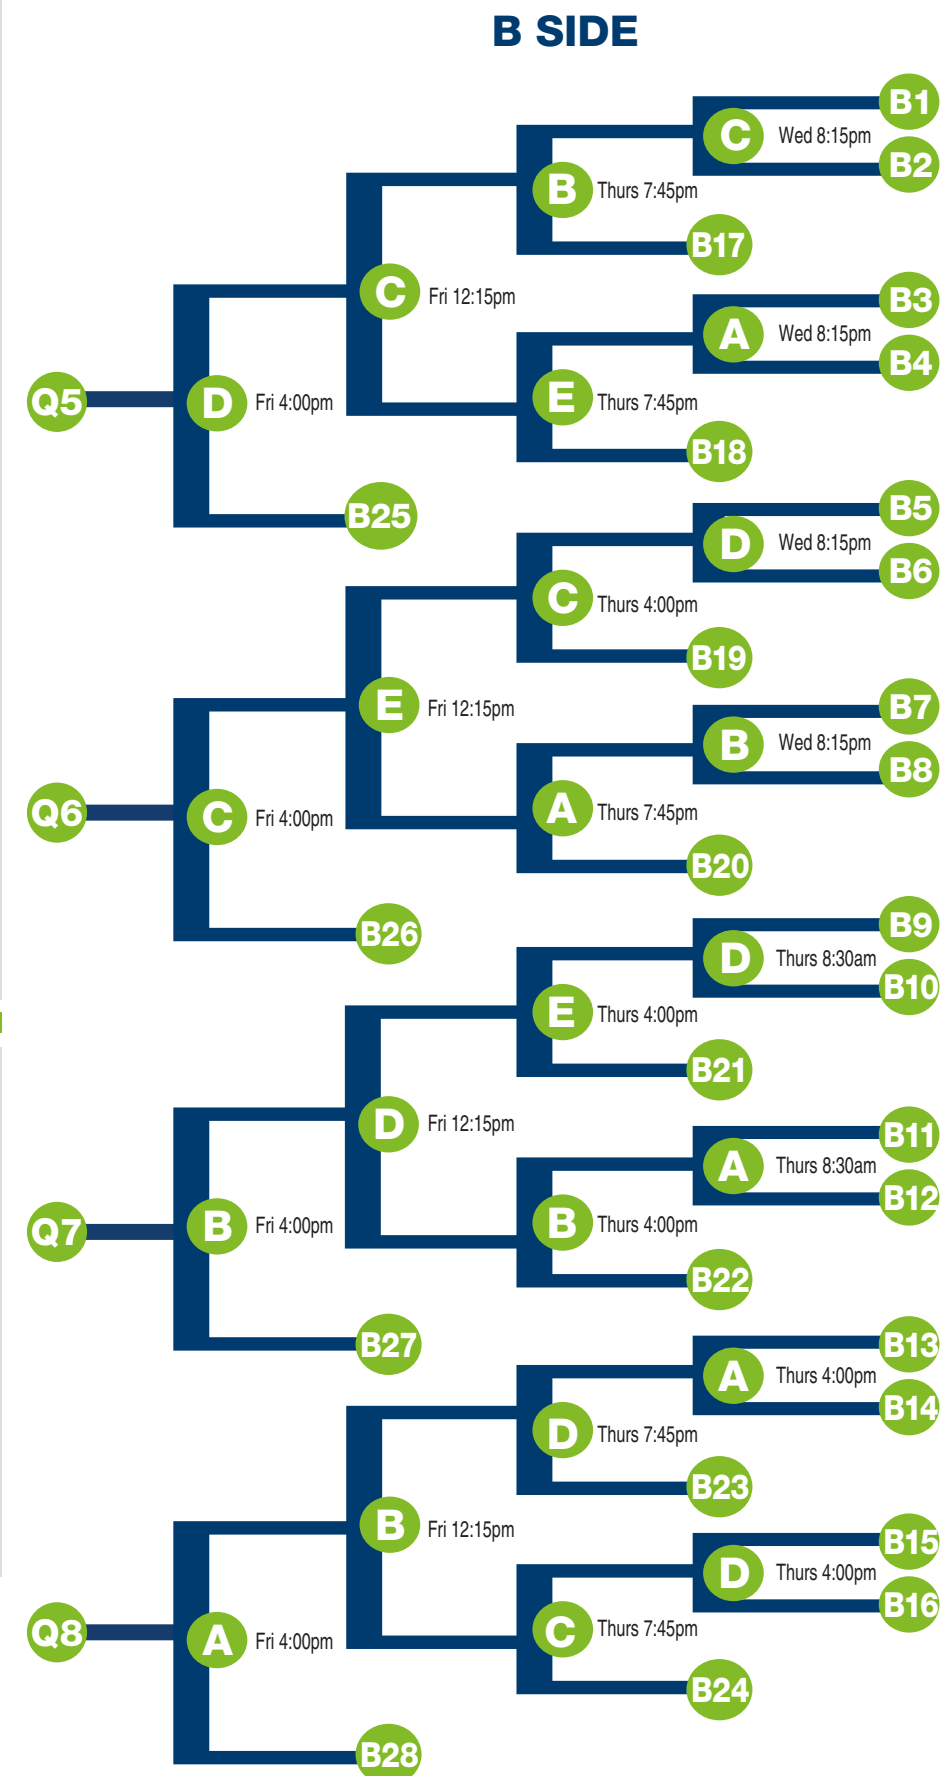 B SIDE
B1
C Wed 8:15pm
B2
B Thurs 7:45pm
B17
C Fri 12:15pm
B3
A Wed 8:15pm
B4
E Thurs 7:45pm
Q5 D Fri 4:00pm
B18
B25
B5
D Wed 8:15pm
B6
C Thurs 4:00pm
B19
E Fri 12:15pm
B7
B Wed 8:15pm
B8
A Thurs 7:45pm
Q6 C Fri 4:00pm
B20
B26
B9
D Thurs 8:30am
B10
E Thurs 4:00pm
B21
D Fri 12:15pm
B11
A Thurs 8:30am
B12
B Thurs 4:00pm
Q7 B Fri 4:00pm
B22
B27
B13
A Thurs 4:00pm
B14
D Thurs 7:45pm
B23
B Fri 12:15pm
B15
D Thurs 4:00pm
B16
C Thurs 7:45pm
Q8 A Fri 4:00pm
B24
B28